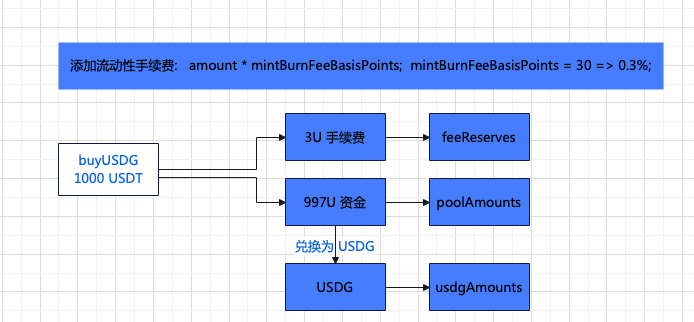 添加流动性手续费: amount * mintBurnFeeBasisPoints; mintBurnFeeBasisPoints = 30 => 0.3%;
buyUSDG
1000 USDT
3U 手续费
feeReserves
997U 资金
poolAmounts
兑换为 USDG
USDG
usdgAmounts